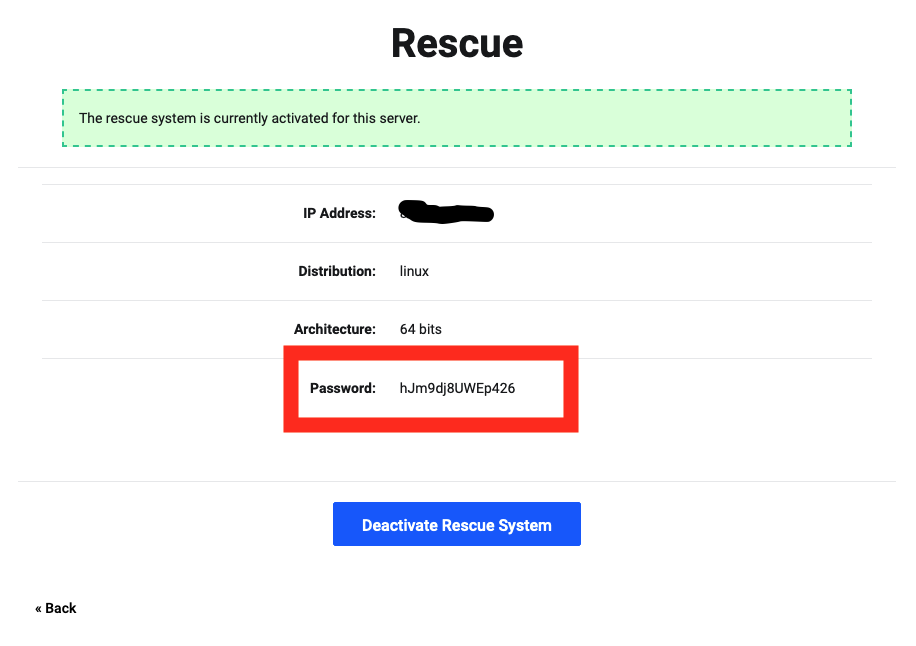 Rescue
The rescue system is currently activated for this server.
IP Address:
Distribution: linux
Architecture: 64 bits
Password: hJm9dj8UWEp426
Deactivate Rescue System
« Back